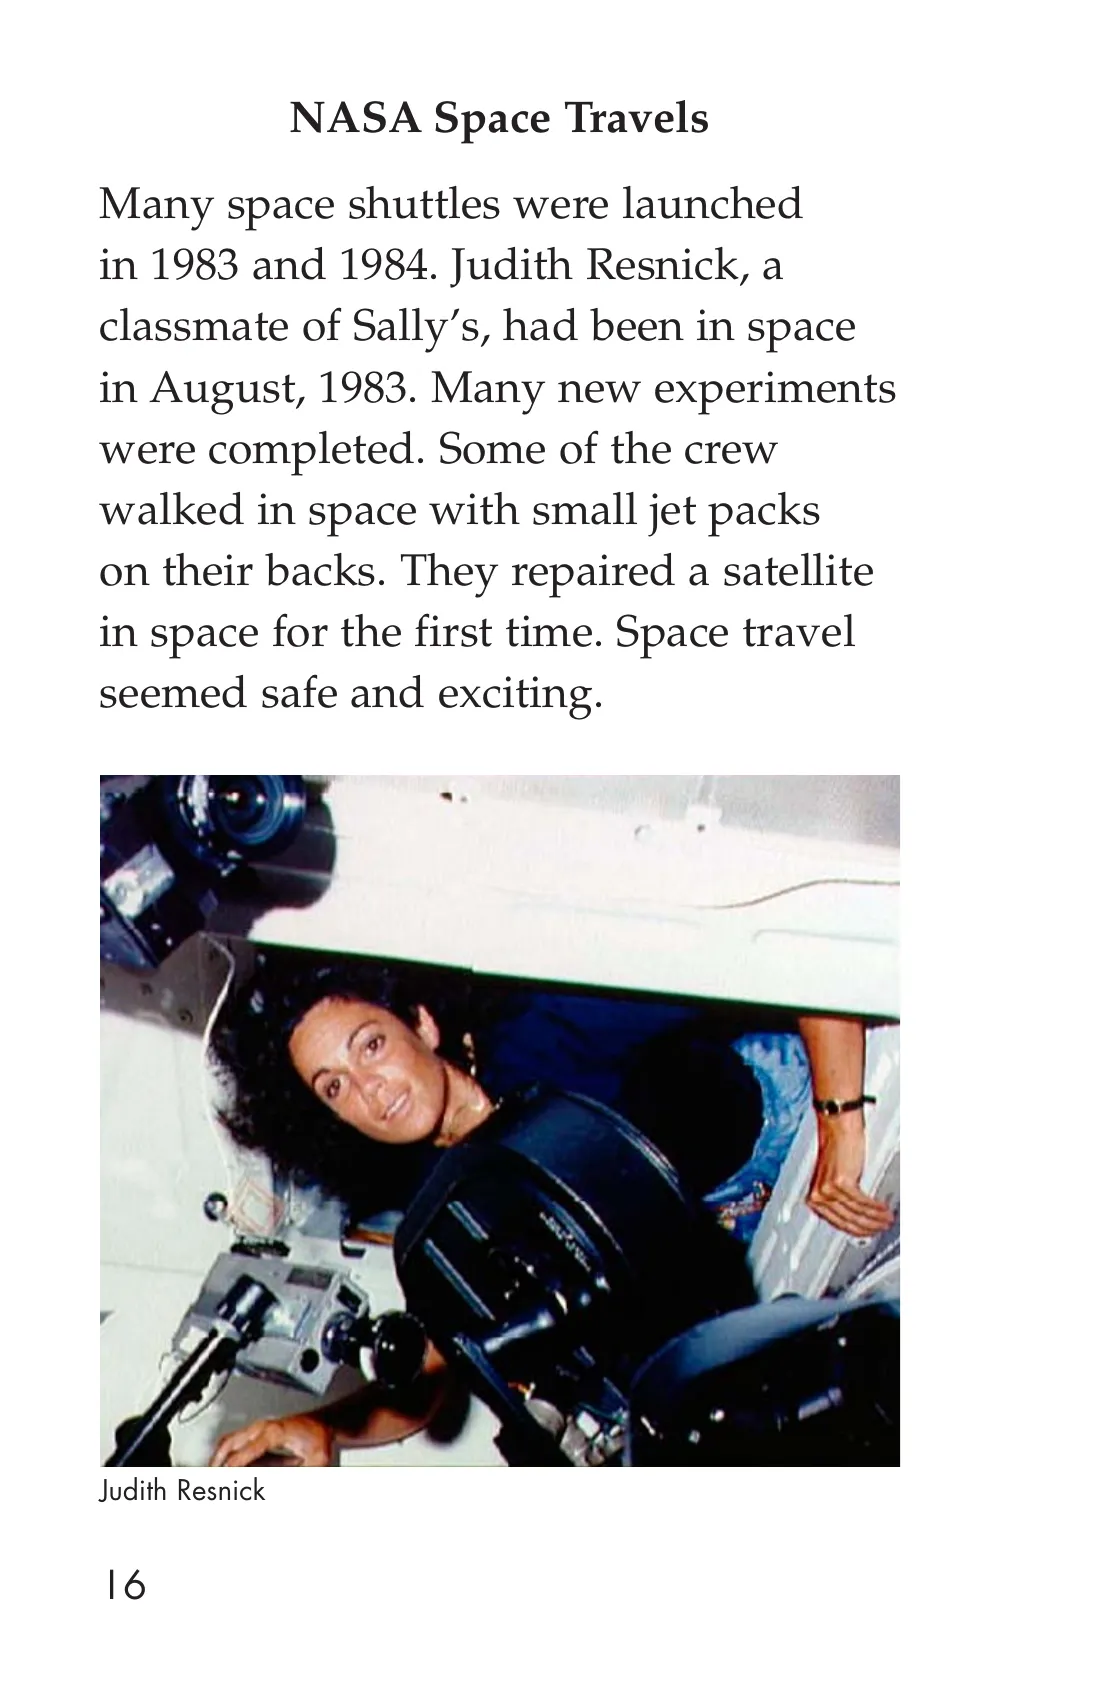 NASA Space Travels
Many space shuttles were launched
in 1983 and 1984. Judith Resnick, a
classmate of Sally’s, had been in space
in August, 1983. Many new experiments
were completed. Some of the crew
walked in space with small jet packs
on their backs. They repaired a satellite
in space for the first time. Space travel
seemed safe and exciting.
Judith Resnick
16